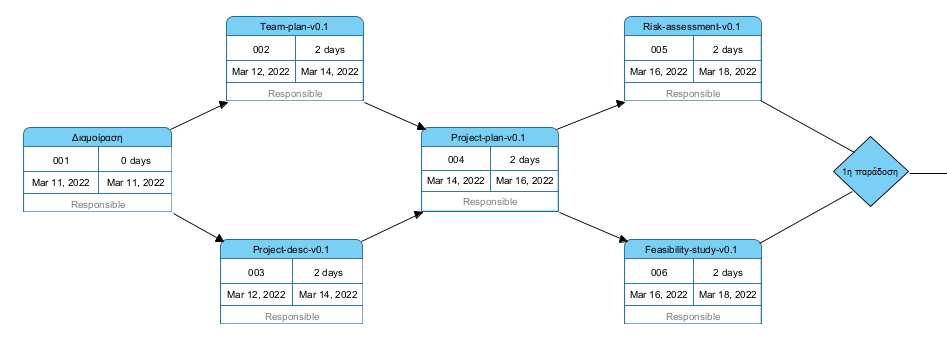 Team-plan-v0.1
002 2 days
Mar 12, 2022 Mar 14, 2022
Responsible
Risk-assessment-v0.1
005 2 days
Mar 16, 2022 Mar 18, 2022
Responsible
Διαμοίραση
001 0 days
Mar 11, 2022 Mar 11, 2022
Responsible
Project-plan-v0.1
004 2 days
Mar 14, 2022 Mar 16, 2022
Responsible
1η παράδοση
Project-desc-v0.1
003 2 days
Mar 12, 2022 Mar 14, 2022
Responsible
Feasibility-study-v0.1
006 2 days
Mar 16, 2022 Mar 18, 2022
Responsible